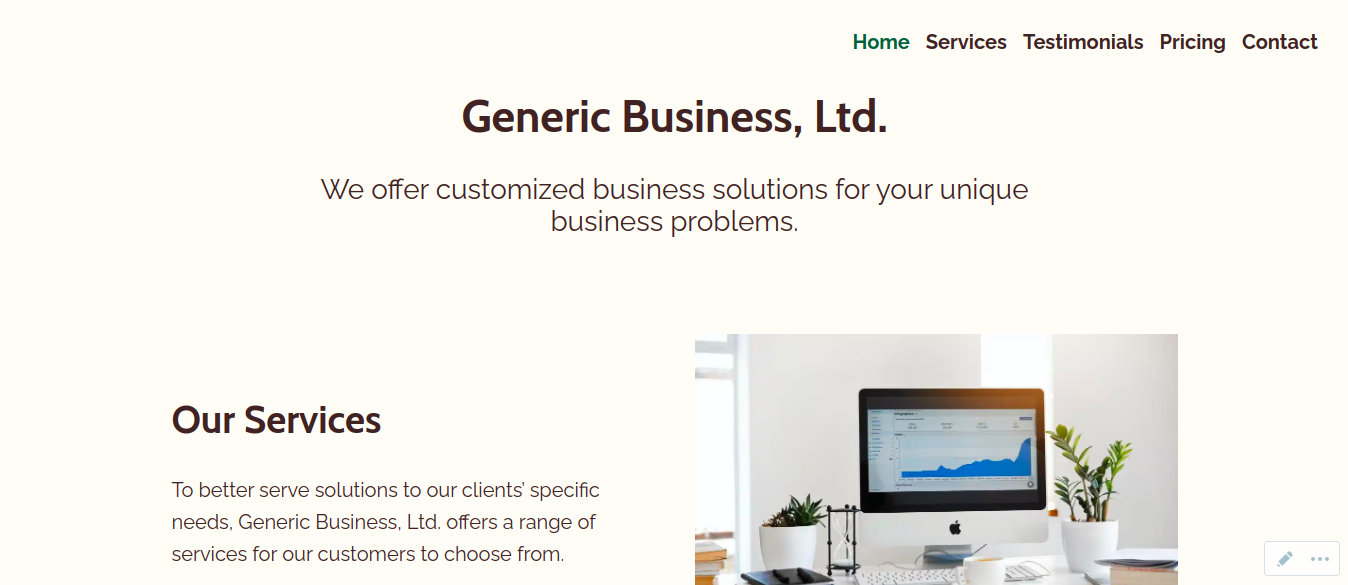 Home Services Testimonials Pricing Contact
Generic Business, Ltd.
We offer customized business solutions for your unique
business problems.
Our Services
To better serve solutions to our clients’ specific
needs, Generic Business, Ltd. offers a range of
services for our customers to choose from.